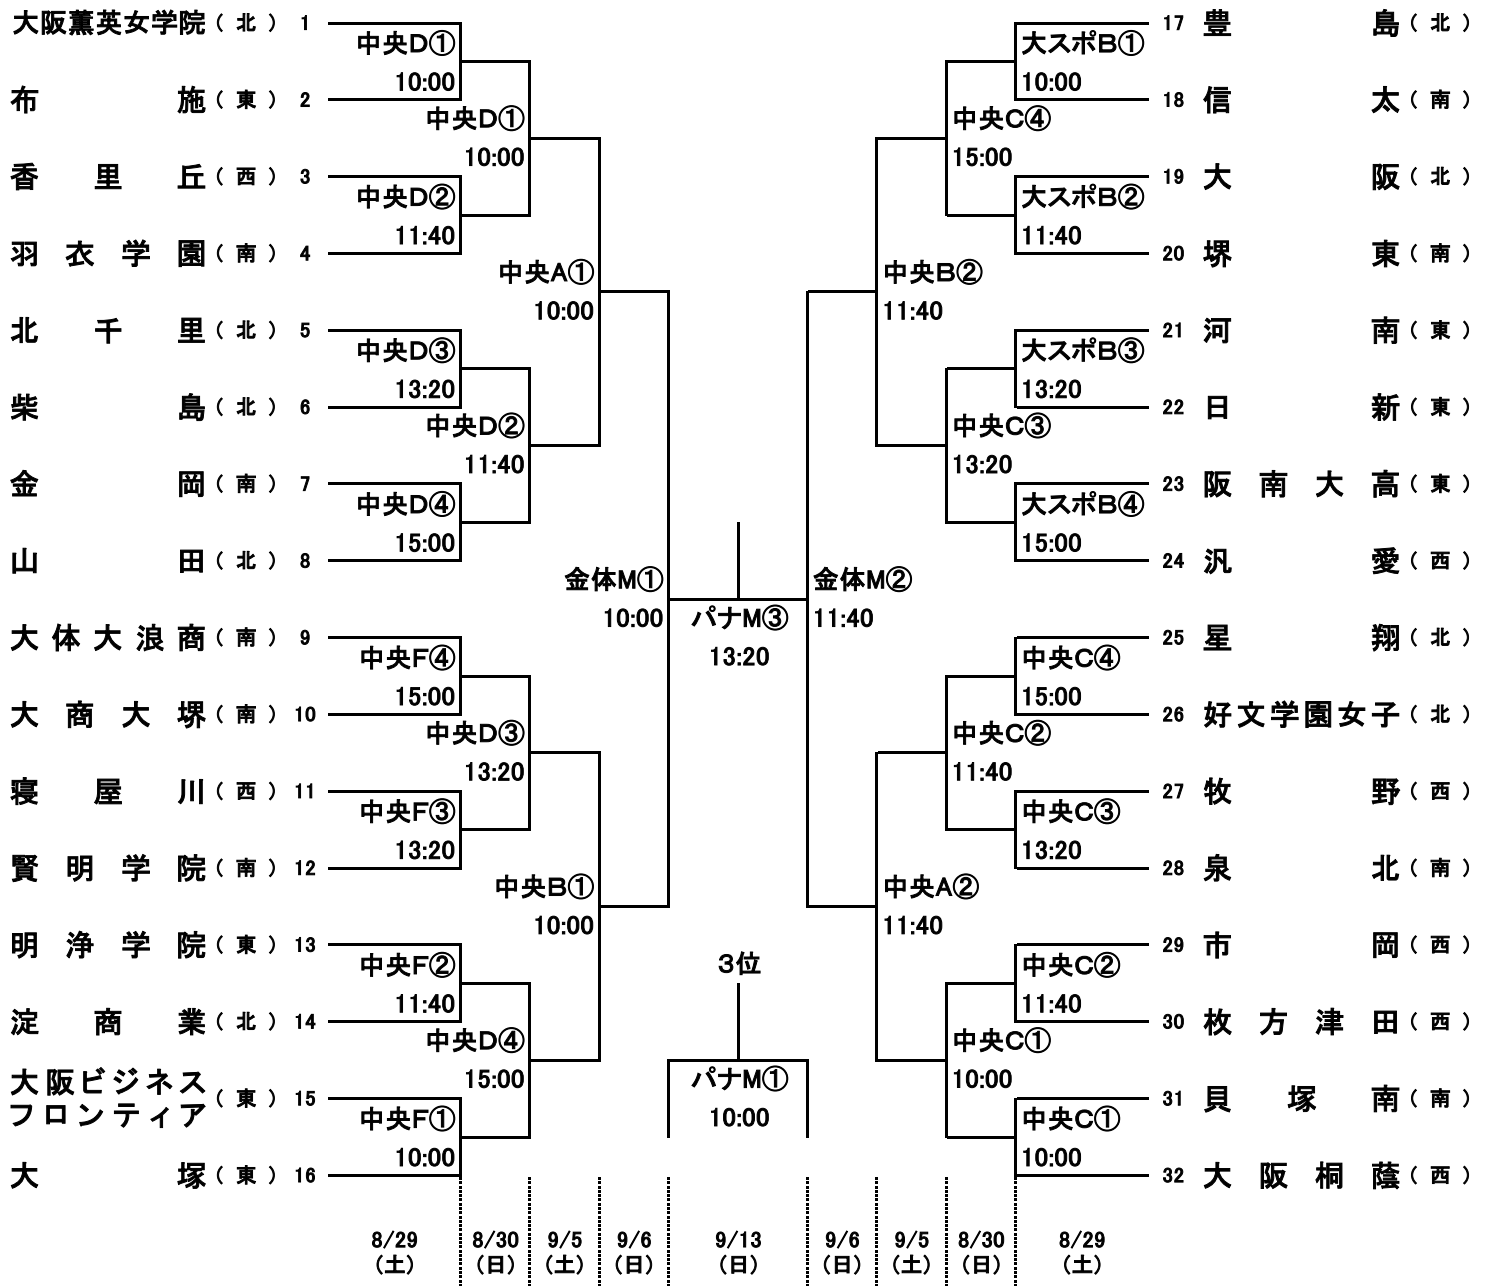 大阪薫英女学院（北） 1
中央D①
10:00
布施（東） 2
中央D①
10:00
香里丘（西） 3
中央D②
11:40
羽衣学園（南） 4
中央A①
10:00
北千里（北） 5
中央D③
13:20
柴島（北） 6
中央D②
11:40
金岡（南） 7
中央D④
15:00
山田（北） 8
金体M①
10:00
大体大浪商（南） 9
中央F④
15:00
大商大堺（南） 10
中央D③
13:20
寝屋川（西） 11
中央F③
13:20
賢明学院（南） 12
中央B①
10:00
明浄学院（東） 13
中央F②
11:40
淀商業（北） 14
中央D④
15:00
大阪ビジネス
フロンティア（東） 15
中央F①
10:00
大塚（東） 16
パナM③
13:20
3位
パナM①
10:00
17 豊島（北）
大スポB①
10:00
18 信太（南）
中央C④
15:00
19 大阪（北）
大スポB②
11:40
20 堺東（南）
中央B②
11:40
21 河南（東）
大スポB③
13:20
22 日新（東）
中央C③
13:20
23 阪南大高（東）
大スポB④
15:00
24 汎愛（西）
金体M②
11:40
25 星翔（北）
中央C④
15:00
26 好文学園女子（北）
中央C②
11:40
27 牧野（西）
中央C③
13:20
28 泉北（南）
中央A②
11:40
29 市岡（西）
中央C②
11:40
30 枚方津田（西）
中央C①
10:00
31 貝塚南（南）
中央C①
10:00
32 大阪桐蔭（西）
8/29 8/30 9/5 9/6 9/13 9/6 9/5 8/30 8/29
（土） （日） （土） （日） （日） （日） （土） （日） （土）